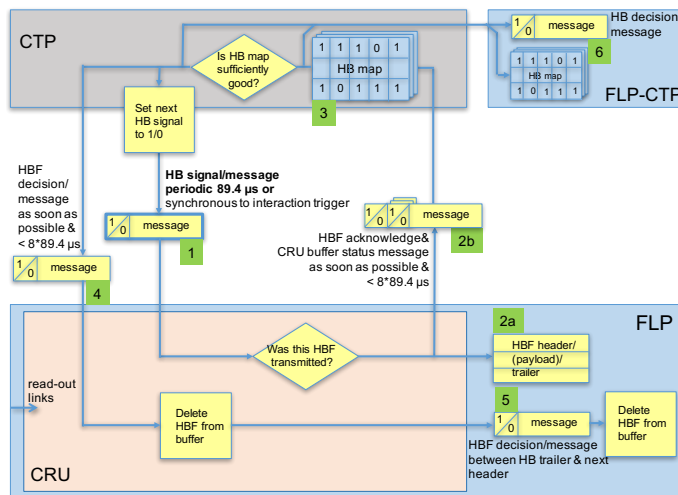 CTP
Is HB map
sufficiently
good?
1 1 1 0 1
HB map
1 0 1 1 1
3
1/0 message
HB decision
message
6
1 1 1 0 1
HB map
1 0 1 1 1
FLP-CTP
Set next
HB signal
to 1/0
HBF
decision/
message
as soon as
possible &
< 8*89.4 µs
HB signal/message
periodic 89.4 µs or
synchronous to interaction trigger
1/0 message
1
1/0 1/0 message
2b
HBF acknowledge &
CRU buffer status message
as soon as possible &
< 8*89.4 µs
1/0 message
4
FLP
2a
Was this HBF
transmitted?
HBF header/
(payload)/
trailer
read-out
links
Delete
HBF from
buffer
5
1/0 message
HBF decision/message
between HB trailer & next
header
Delete
HBF from
buffer
CRU